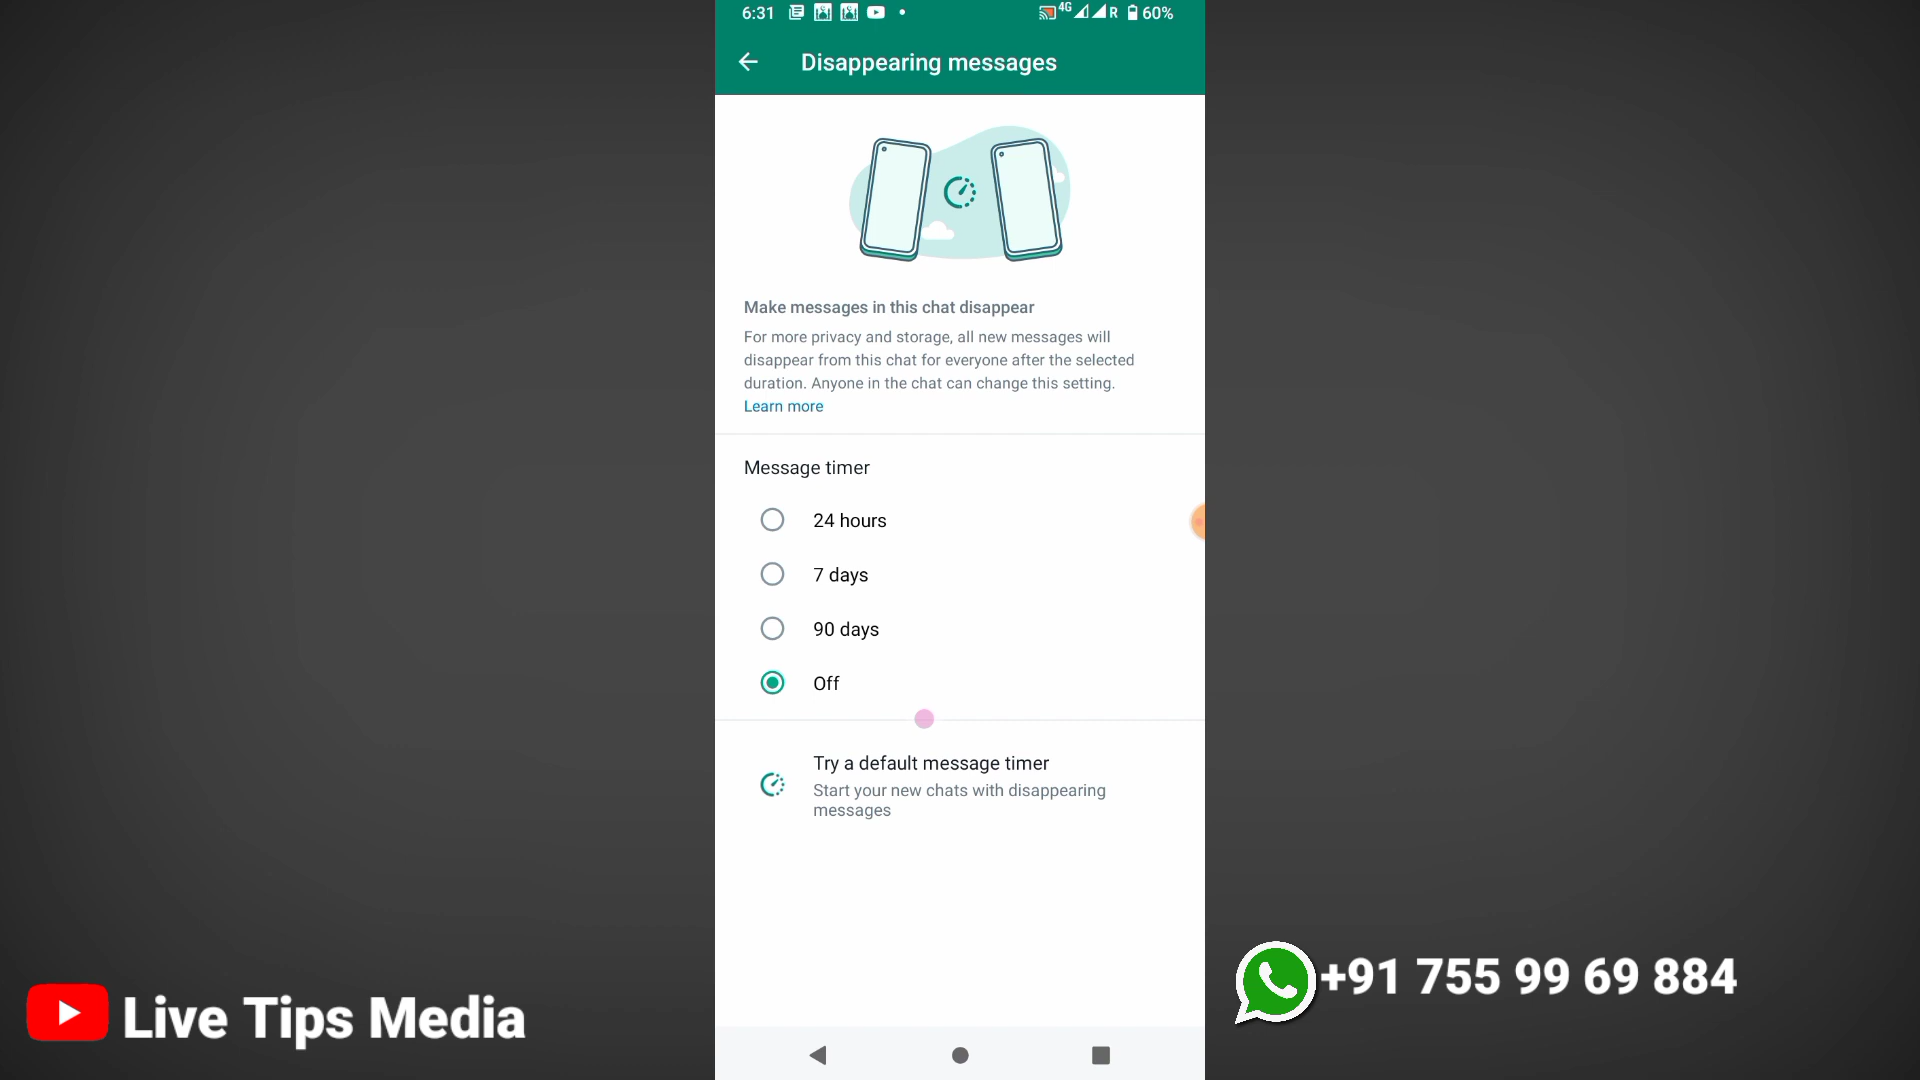 6:31
4G R 60%
Disappearing messages
Make messages in this chat disappear
For more privacy and storage, all new messages will
disappear from this chat for everyone after the selected
duration. Anyone in the chat can change this setting.
Learn more
Message timer
24 hours
7 days
90 days
Off
Try a default message timer
Start your new chats with disappearing
messages
Live Tips Media
+91 755 99 69 884